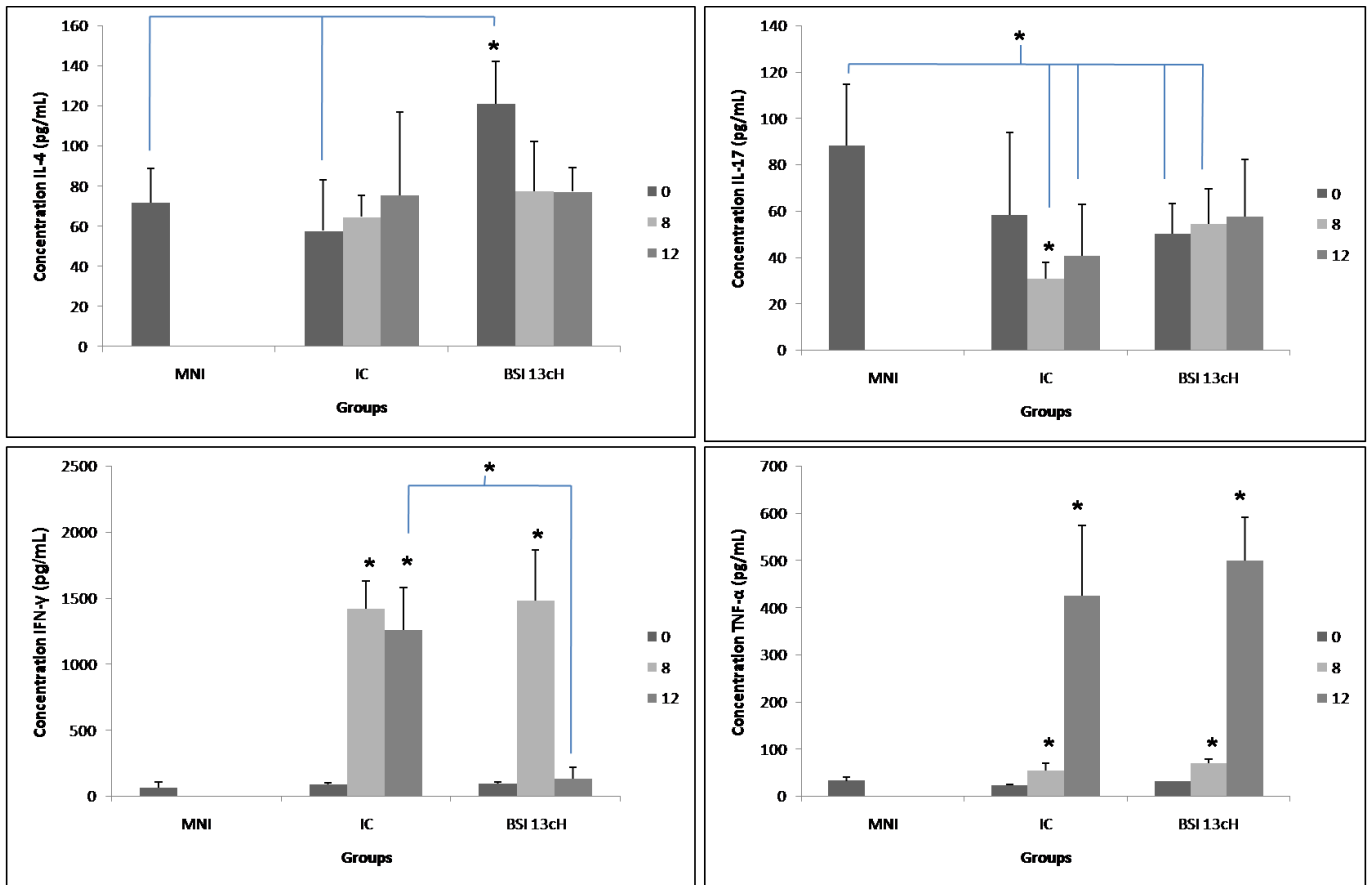 Concentration IL-4 (pg/mL)
160
140
120
100
80
60
40
20
0
*
MNI
IC
BSI 13cH
Groups
0
8
12
Concentration IL-17 (pg/mL)
140
120
100
80
60
40
20
0
*
*
MNI
IC
BSI 13cH
Groups
0
8
12
Concentration IFN-γ (pg/mL)
2500
2000
1500
1000
500
0
*
*
*
*
MNI
IC
BSI 13cH
Groups
0
8
12
Concentration TNF-α (pg/mL)
700
600
500
400
300
200
100
0
*
*
*
*
MNI
IC
BSI 13cH
Groups
0
8
12